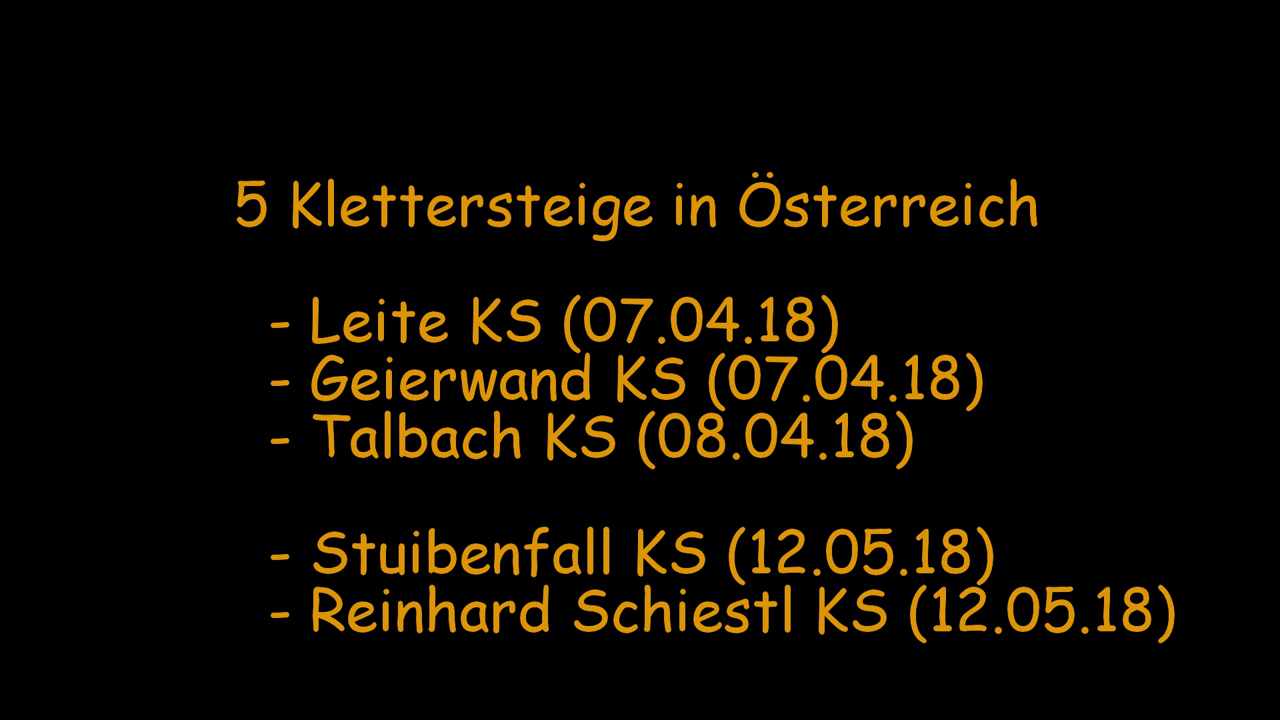 5 Klettersteige in Österreich
- Leite KS (07.04.18)
- Geierwand KS (07.04.18)
- Talbach KS (08.04.18)
- Stuibenfall KS (12.05.18)
- Reinhard Schiestl KS (12.05.18)